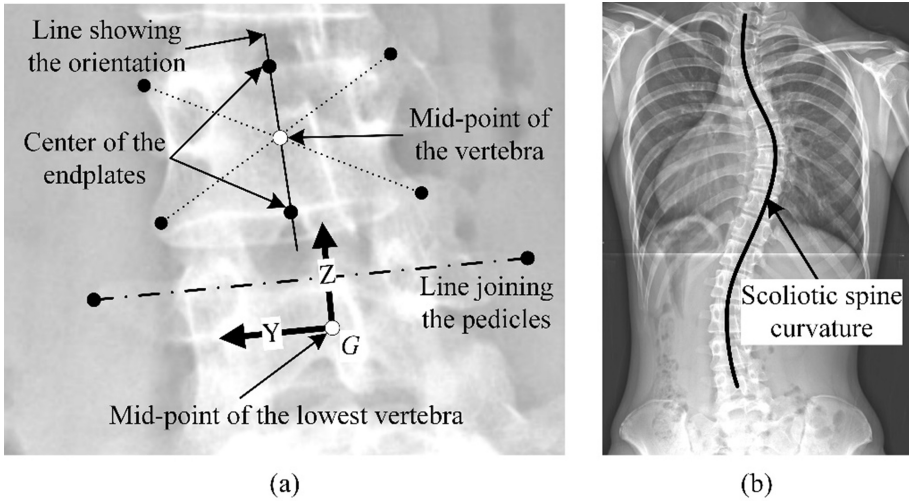 Line showing
the orientation
Center of the
endplates
Mid-point of
the vertebra
Z
Y
G
Line joining
the pedicles
Mid-point of the lowest vertebra
(a)
Scoliotic spine
curvature
(b)